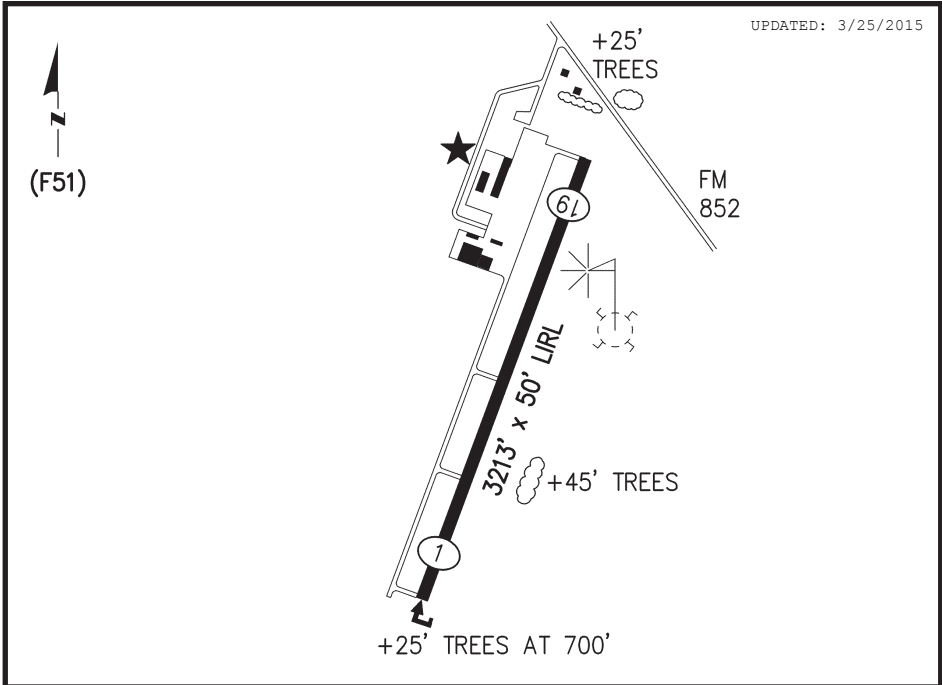 UPDATED: 3/25/2015
+25'
TREES
N
(F51)
FM
852
19
3213' x 50' LIRL
+45' TREES
1
+25' TREES AT 700'